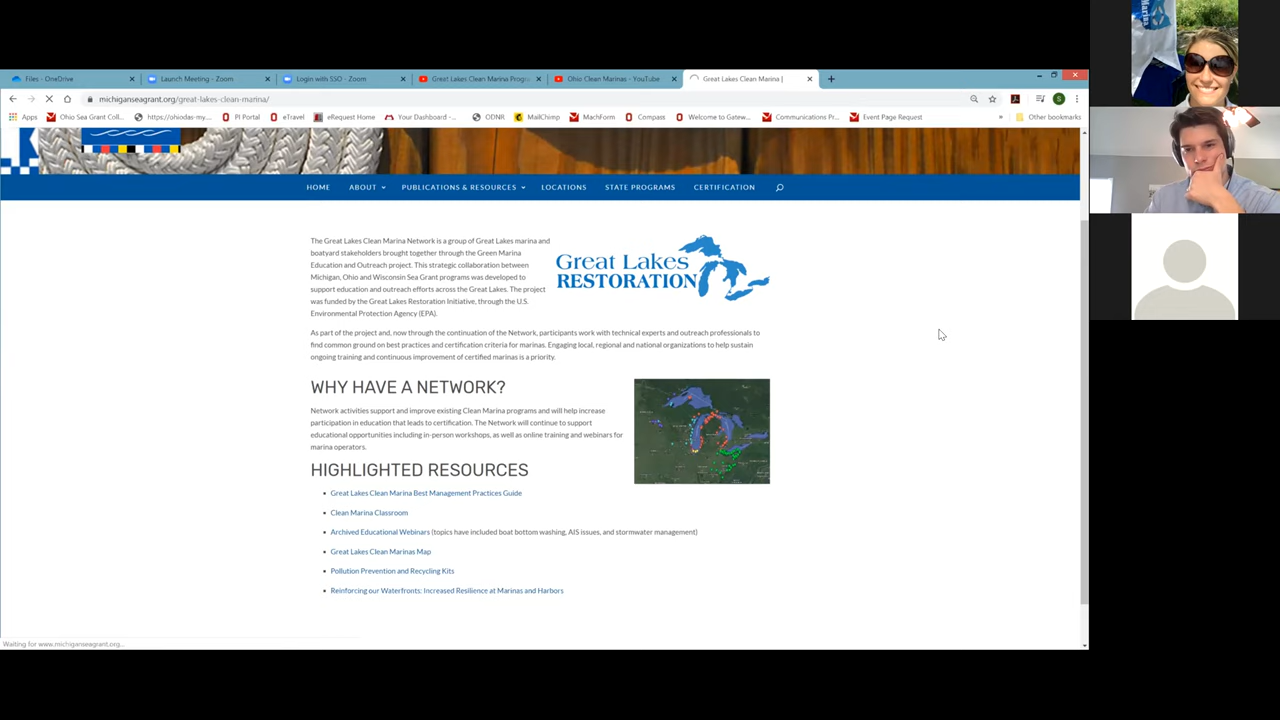 Files - OneDrive
Launch Meeting - Zoom
Login with SSO - Zoom
Great Lakes Clean Marina Progr
Ohio Clean Marinas - YouTube
Great Lakes Clean Marina |
michiganseagrant.org/great-lakes-clean-marina/
Apps
Ohio Sea Grant Coll...
https://ohiodas-my....
PI Portal
eTravel
eRequest Home
Your Dashboard -...
ODNR
MailChimp
MachForm
Compass
Welcome to Gatew...
Communications Pr...
Event Page Request
»
Other bookmarks
HOME
ABOUT
PUBLICATIONS & RESOURCES
LOCATIONS
STATE PROGRAMS
CERTIFICATION
The Great Lakes Clean Marina Network is a group of Great Lakes marina and
boatyard stakeholders brought together through the Green Marina
Education and Outreach project. This strategic collaboration between
Michigan, Ohio and Wisconsin Sea Grant programs was developed to
support education and outreach efforts across the Great Lakes. The project
was funded by the Great Lakes Restoration Initiative, through the U.S.
Environmental Protection Agency (EPA).
Great Lakes
RESTORATION
As part of the project and, now through the continuation of the Network, participants work with technical experts and outreach professionals to
find common ground on best practices and certification criteria for marinas. Engaging local, regional and national organizations to help sustain
ongoing training and continuous improvement of certified marinas is a priority.
WHY HAVE A NETWORK?
Network activities support and improve existing Clean Marina programs and will help increase
participation in education that leads to certification. The Network will continue to support
educational opportunities including in-person workshops, as well as online training and webinars for
marina operators.
HIGHLIGHTED RESOURCES
Great Lakes Clean Marina Best Management Practices Guide
Clean Marina Classroom
Archived Educational Webinars (topics have included boat bottom washing, AIS issues, and stormwater management)
Great Lakes Clean Marinas Map
Pollution Prevention and Recycling Kits
Reinforcing our Waterfronts: Increased Resilience at Marinas and Harbors
Waiting for www.michiganseagrant.org...
S
Marina